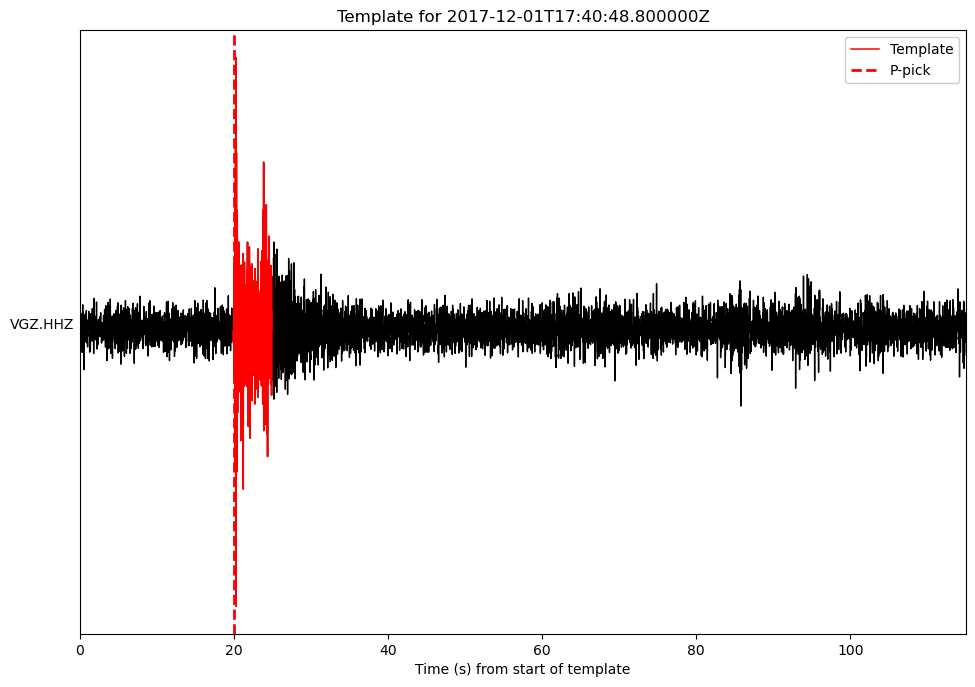 Template for 2017-12-01T17:40:48.800000Z
Template
P-pick
VGZ.HHZ
0 20 40 60 80 100
Time (s) from start of template